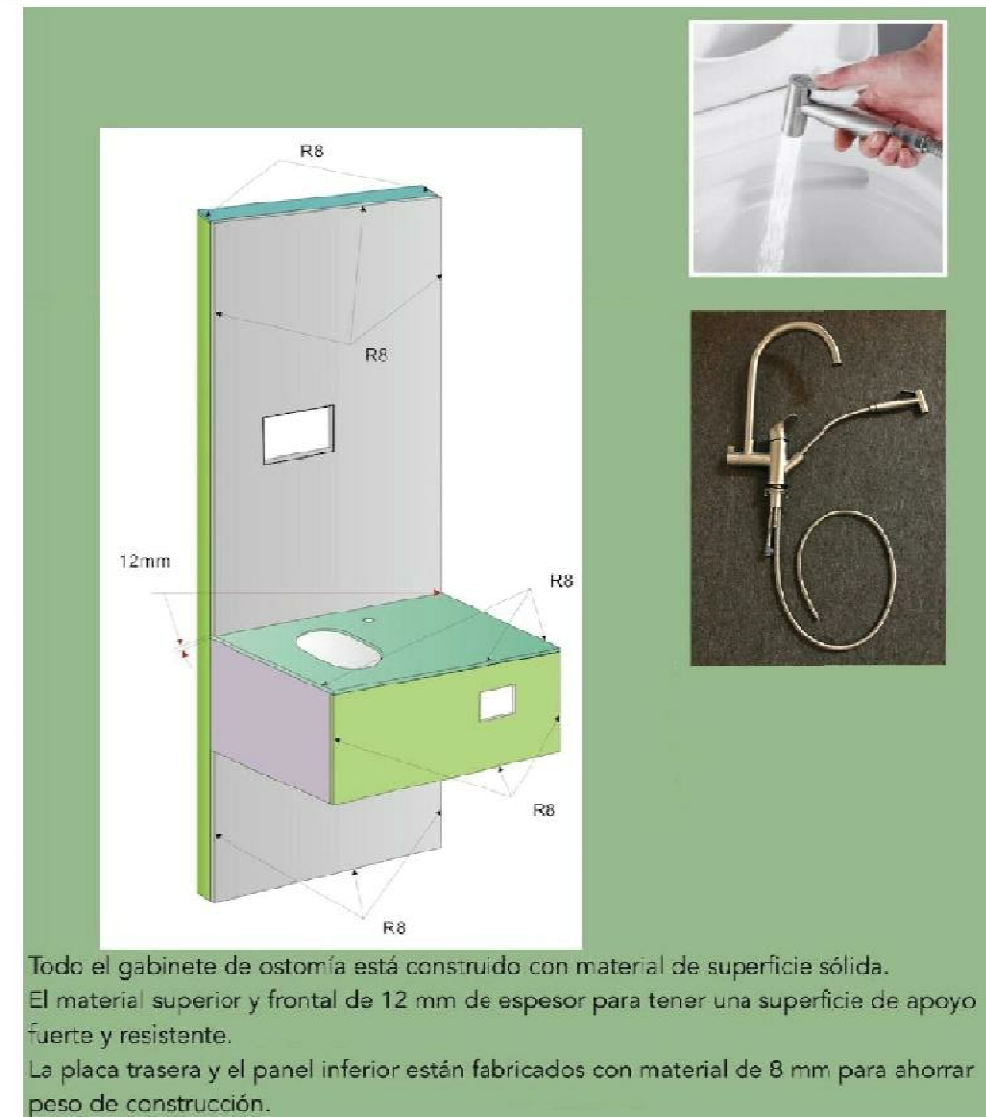 R8
R8
12mm
R8
R8
R8
Todo el gabinete de ostomía está construido con material de superficie sólida.
El material superior y frontal de 12 mm de espesor para tener una superficie de apoyo
fuerte y resistente.
La placa trasera y el panel inferior están fabricados con material de 8 mm para ahorrar
peso de construcción.